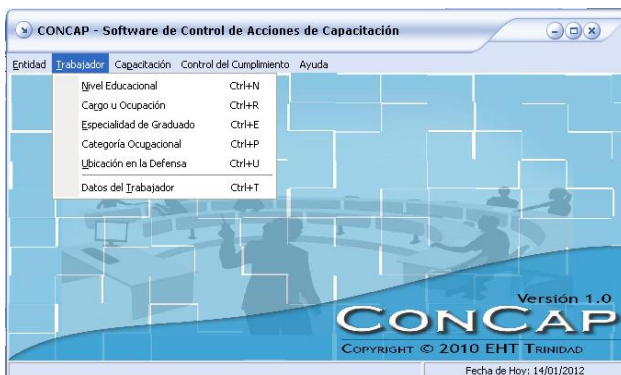 CONCAP - Software de Control de Acciones de Capacitación
Entidad Trabajador Capacitación Control del Cumplimiento Ayuda
Nivel Educacional Ctrl+N
Cargo u Ocupación Ctrl+R
Especialidad de Graduado Ctrl+E
Categoría Ocupacional Ctrl+P
Ubicación en la Defensa Ctrl+U
Datos del Trabajador Ctrl+T
Versión 1.0
CONCAP
COPYRIGHT © 2010 EHT TRINIDAD
Fecha de Hoy: 14/01/2012